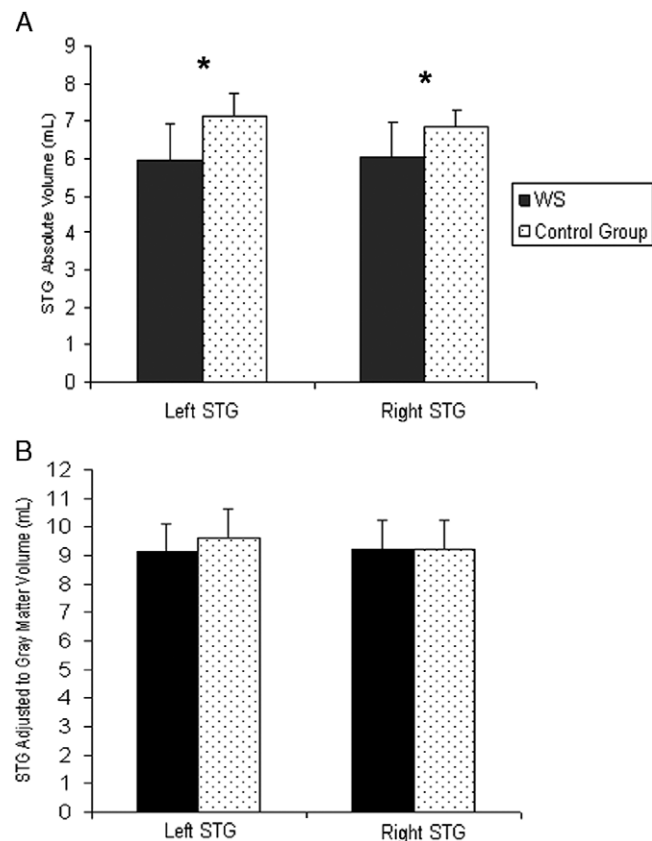 A
STG Absolute Volume (mL)
9
8
7
6
5
4
3
2
1
0
*
*
Left STG
Right STG
WS
Control Group
B
STG Adjusted to Gray Matter Volume (mL)
12
11
10
9
8
7
6
5
4
3
2
1
0
Left STG
Right STG